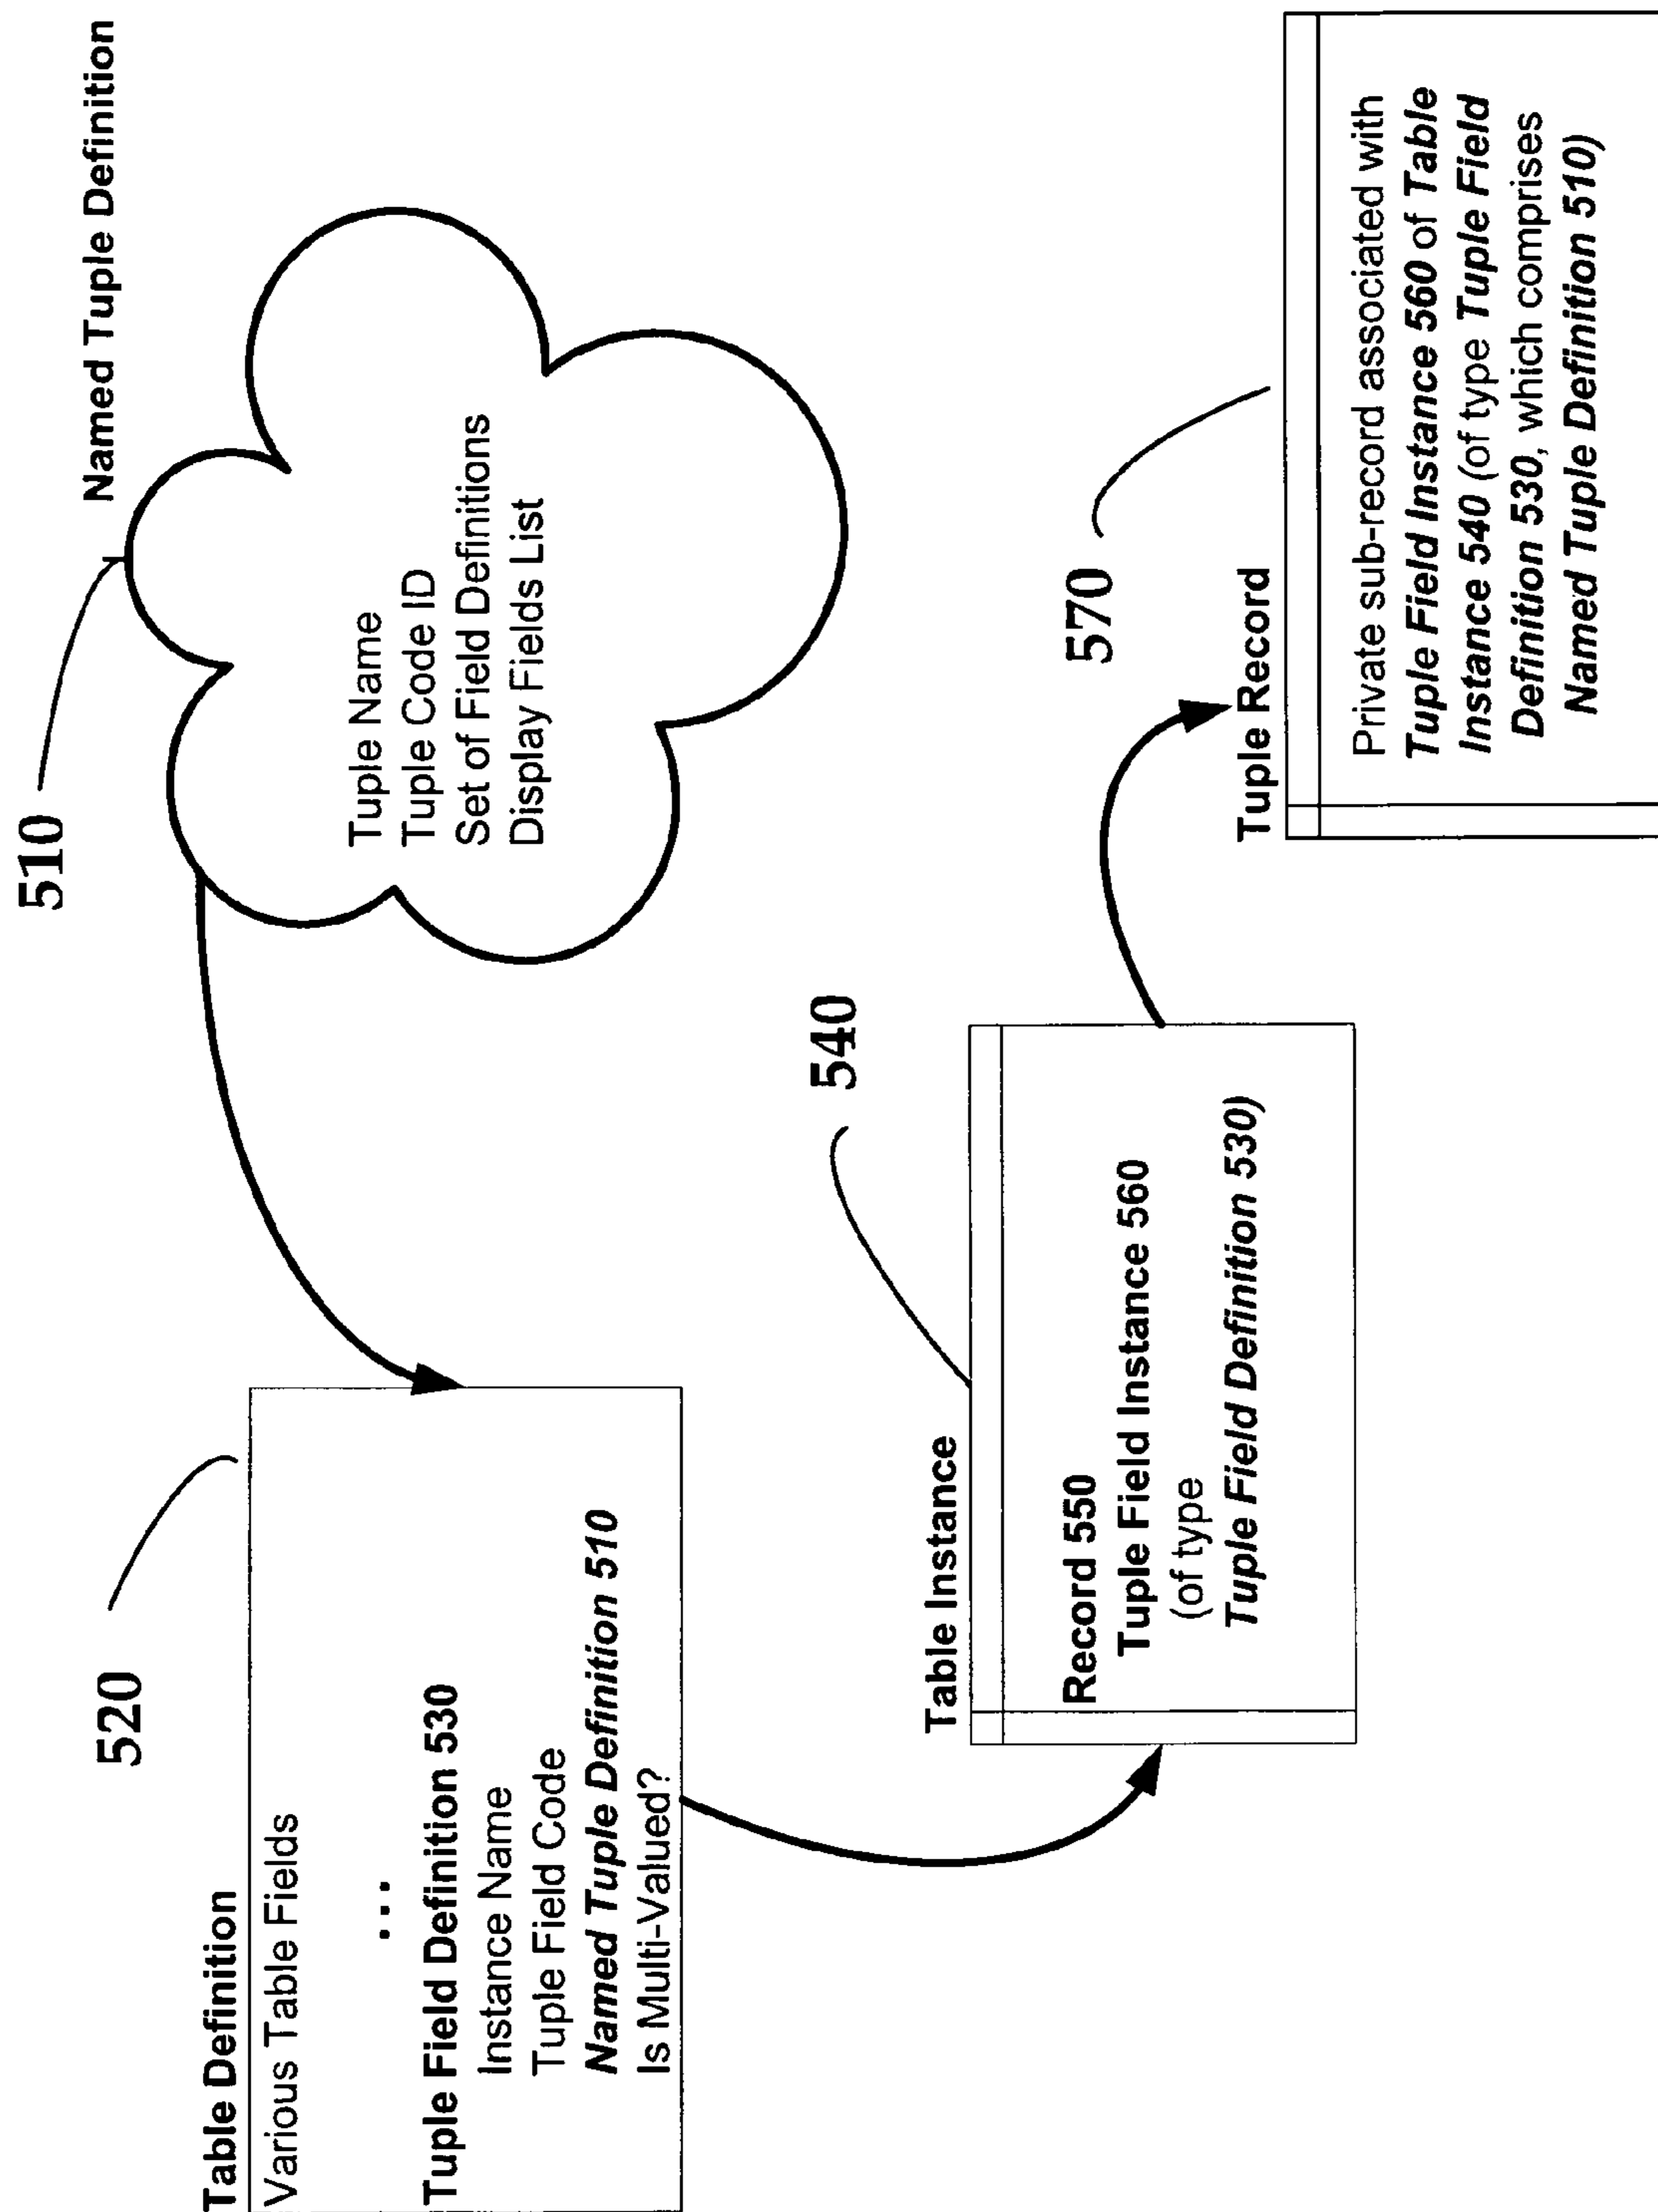 510
Named Tuple Definition
Tuple Name
Tuple Code ID
Set of Field Definitions
Display Fields List
520
Table Definition
Various Table Fields
...
Tuple Field Definition 530
Instance Name
Tuple Field Code
Named Tuple Definition 510
Is Multi-Valued?
540
Table Instance
Record 550
Tuple Field Instance 560
(of type
Tuple Field Definition 530)
570
Tuple Record
Private sub-record associated with
Tuple Field Instance 560 of Table
Instance 540 (of type Tuple Field
Definition 530, which comprises
Named Tuple Definition 510)